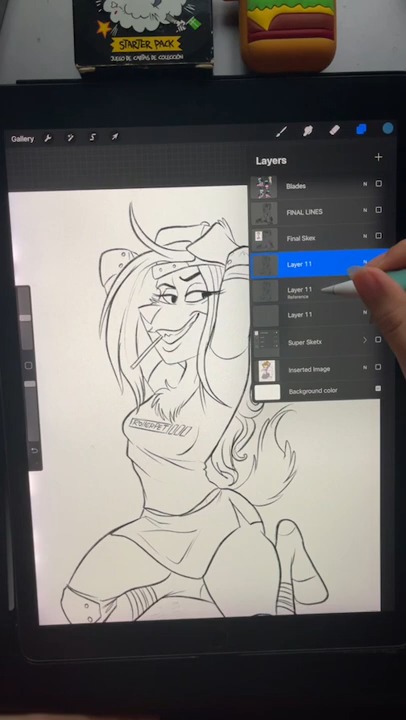 STARTER PACK
JUEGO DE CARTAS DE COLECCIÓN
Gallery
S
Layers
+
Blades
N
FINAL LINES
N
Final Skex
N
Layer 11
N
Layer 11
Reference
Layer 11
N
Super Sketx
Inserted Image
N
Background color